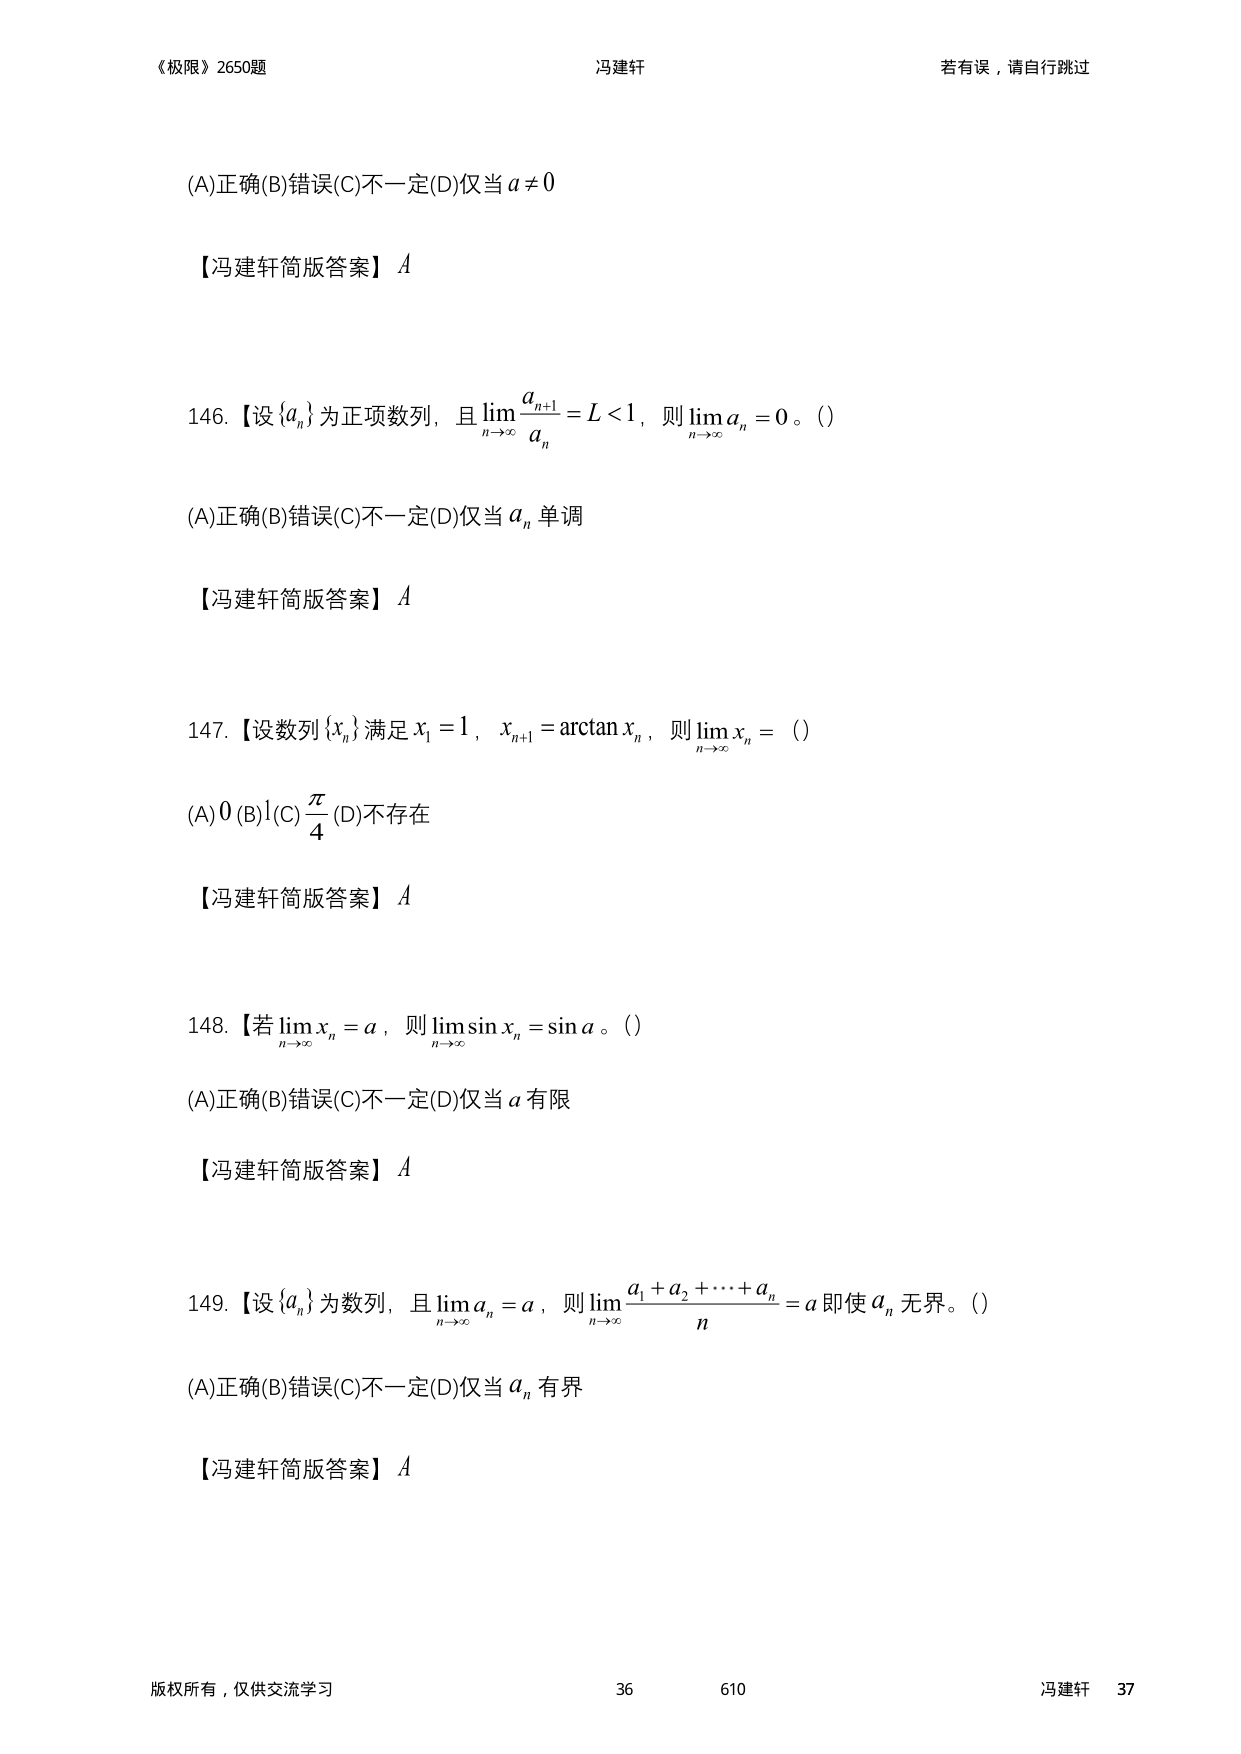 《极限》2650题 冯建轩 若有误，请自行跳过
(A)正确(B)错误(C)不一定(D)仅当 a ≠ 0
【冯建轩简版答案】 A
146.【设{a_n}为正项数列，且 lim_{n→∞} a_{n+1}/a_n = L < 1，则 lim_{n→∞} a_n = 0。()
(A)正确(B)错误(C)不一定(D)仅当 a_n 单调
【冯建轩简版答案】 A
147.【设数列{x_n}满足 x_1 = 1， x_{n+1} = arctan x_n，则 lim_{n→∞} x_n = （）
(A) 0 (B) 1 (C) π/4 (D)不存在
【冯建轩简版答案】 A
148.【若 lim_{n→∞} x_n = a，则 lim_{n→∞} sin x_n = sin a。()
(A)正确(B)错误(C)不一定(D)仅当 a 有限
【冯建轩简版答案】 A
149.【设{a_n}为数列，且 lim_{n→∞} a_n = a，则 lim_{n→∞} (a_1 + a_2 + ⋯ + a_n)/n = a 即使 a_n 无界。()
(A)正确(B)错误(C)不一定(D)仅当 a_n 有界
【冯建轩简版答案】 A
版权所有，仅供交流学习 36 610 冯建轩 37